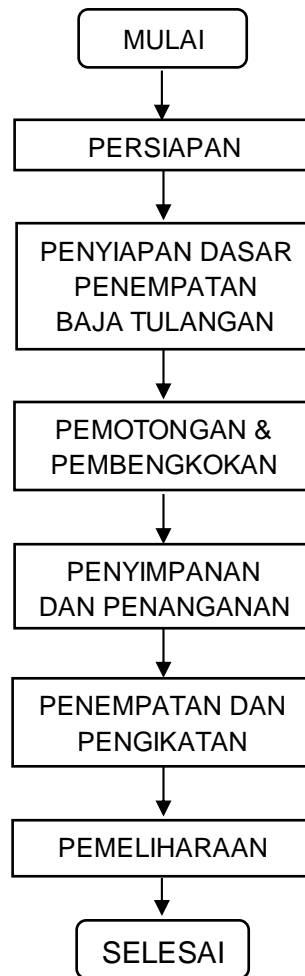 MULAI
PERSIAPAN
PENYIAPAN DASAR
PENEMPATAN
BAJA TULANGAN
PEMOTONGAN &
PEMBENGKOKAN
PENYIMPANAN
DAN PENANGANAN
PENEMPATAN DAN
PENGIKATAN
PEMELIHARAAN
SELESAI